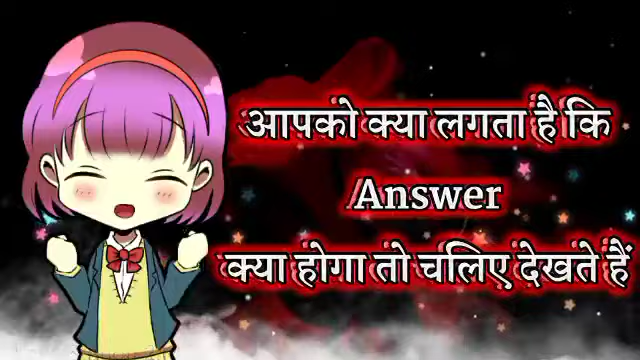 आपको क्या लगता है कि
Answer
क्या होगा तो चलिए देखते हैं